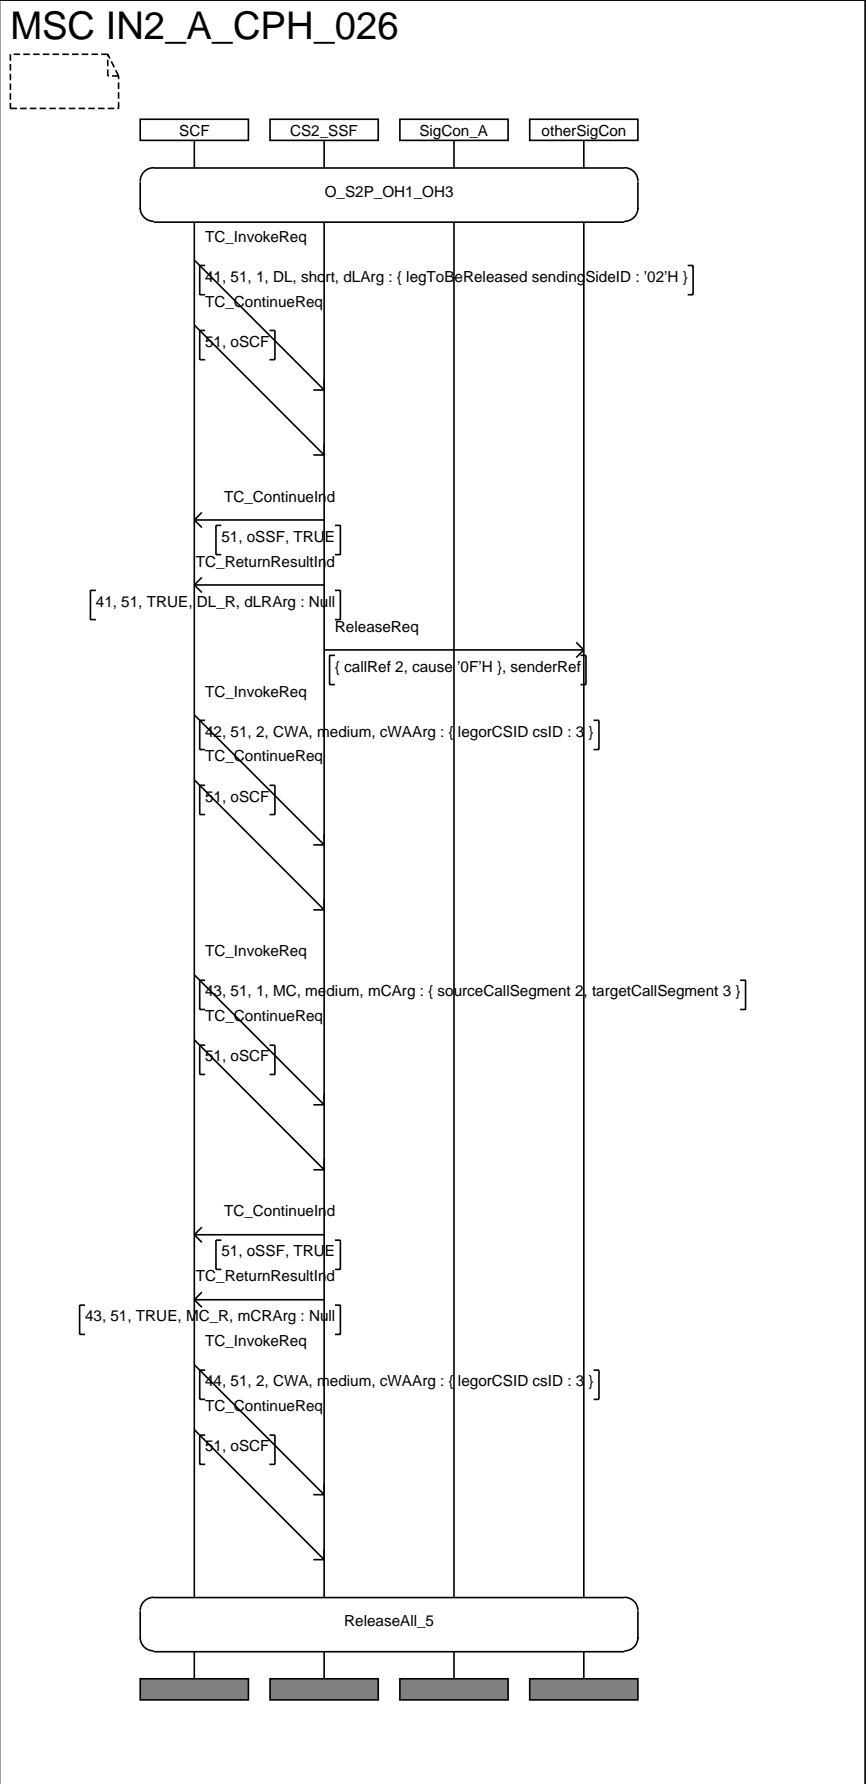 MSC IN2_A_CPH_026
SCF
CS2_SSF
SigCon_A
otherSigCon
O_S2P_OH1_OH3
TC_InvokeReq
41, 51, 1, DL, short, dLArg : { legToBeReleased sendingSideID : '02'H }
TC_ContinueReq
51, oSCF
TC_ContinueInd
51, oSSF, TRUE
TC_ReturnResultInd
41, 51, TRUE, DL_R, dLRArg : Null
ReleaseReq
{ callRef 2, cause '0F'H }, senderRef
TC_InvokeReq
42, 51, 2, CWA, medium, cWAArg : { legorCSID csID : 3 }
TC_ContinueReq
51, oSCF
TC_InvokeReq
43, 51, 1, MC, medium, mCArg : { sourceCallSegment 2, targetCallSegment 3 }
TC_ContinueReq
51, oSCF
TC_ContinueInd
51, oSSF, TRUE
TC_ReturnResultInd
43, 51, TRUE, MC_R, mCRArg : Null
TC_InvokeReq
44, 51, 2, CWA, medium, cWAArg : { legorCSID csID : 3 }
TC_ContinueReq
51, oSCF
ReleaseAll_5